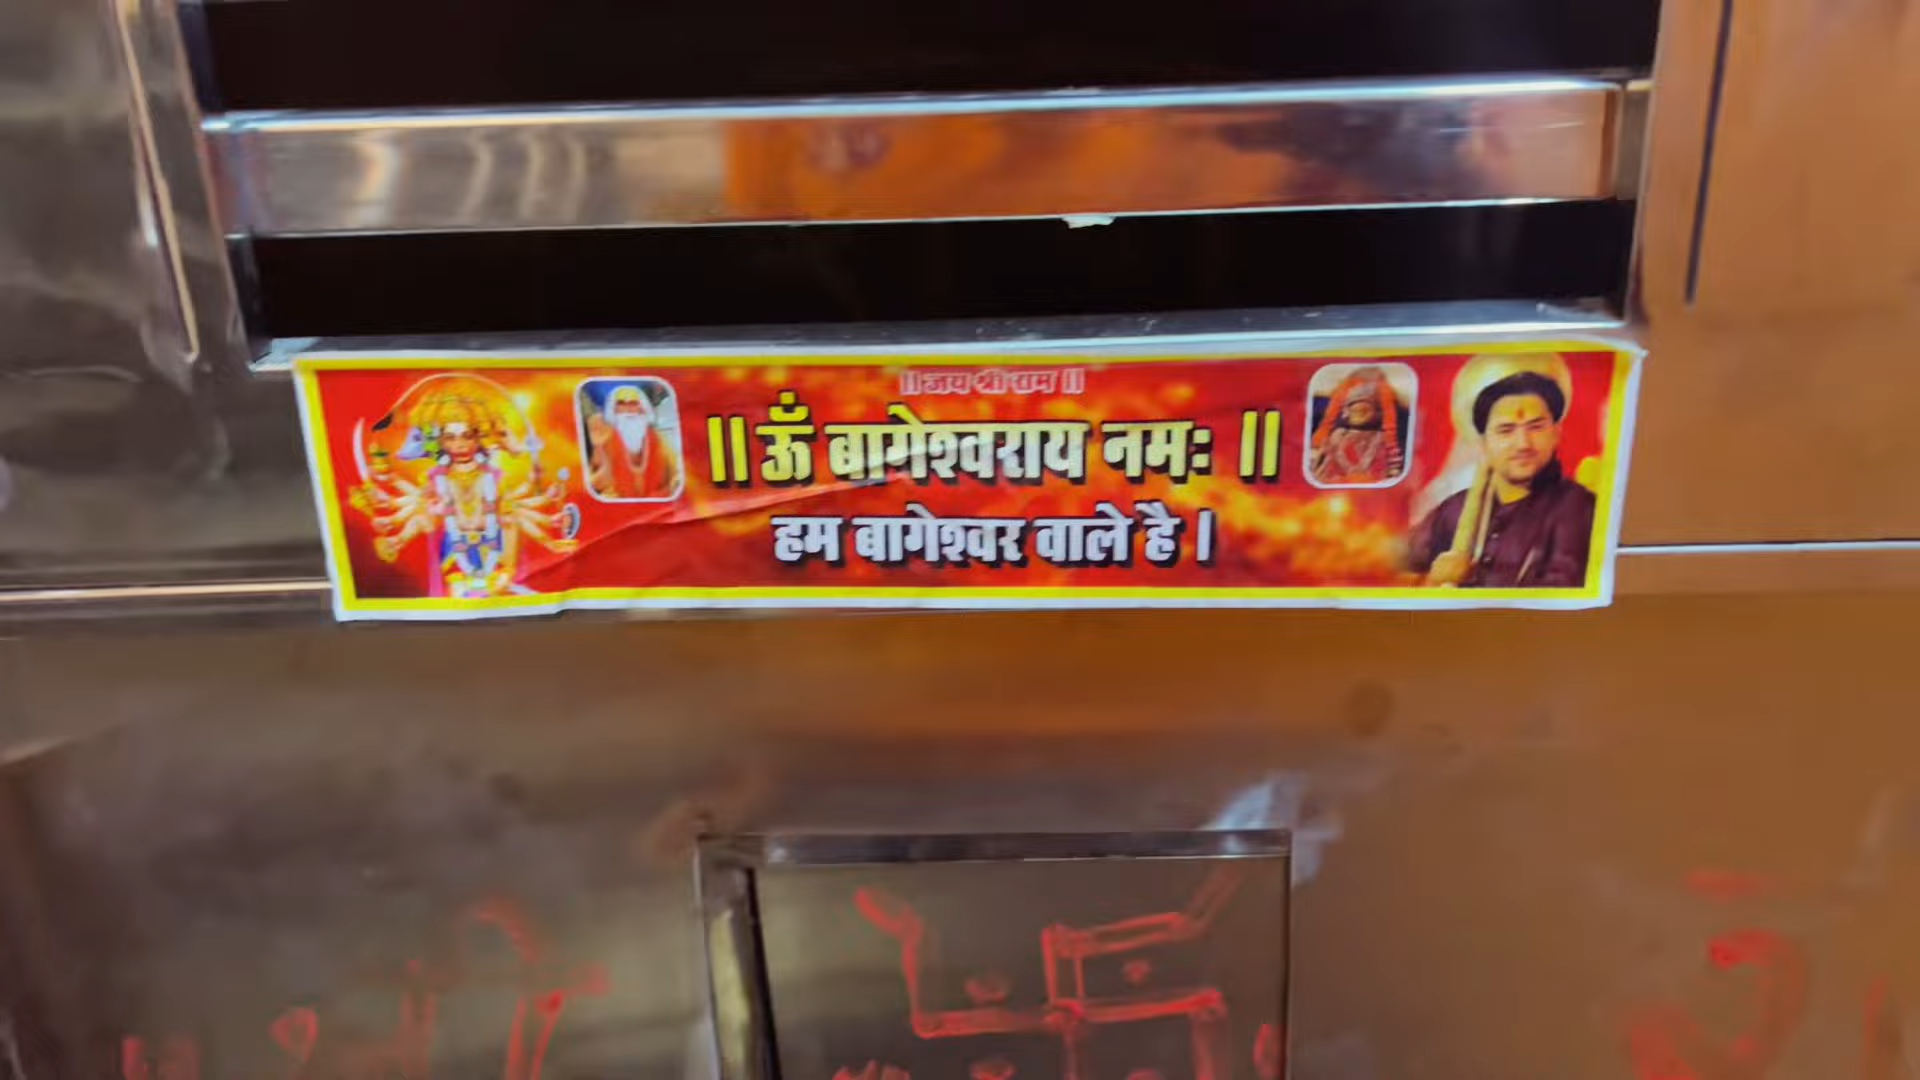 ॥ जय श्री राम ॥
॥ ॐ बागेश्वराय नमः ॥
हम बागेश्वर वाले है।